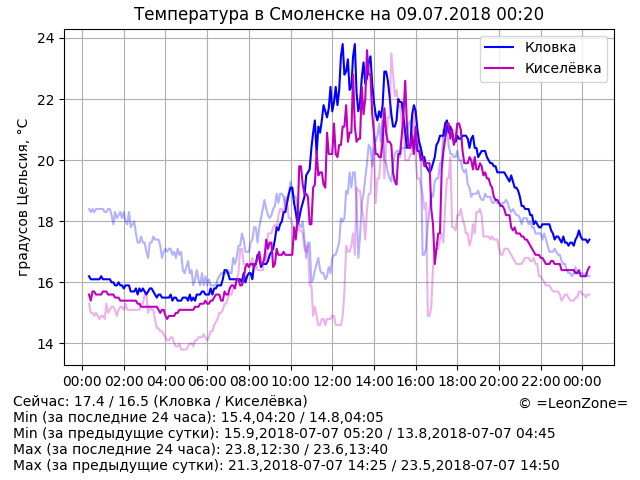 Температура в Смоленске на 09.07.2018 00:20
24
22
20
18
16
14
градусов Цельсия, °C
Кловка
Киселёвка
00:00 02:00 04:00 06:00 08:00 10:00 12:00 14:00 16:00 18:00 20:00 22:00 00:00
Сейчас: 17.4 / 16.5 (Кловка / Киселёвка)
© =LeonZone=
Min (за последние 24 часа): 15.4,04:20 / 14.8,04:05
Min (за предыдущие сутки): 15.9,2018-07-07 05:20 / 13.8,2018-07-07 04:45
Max (за последние 24 часа): 23.8,12:30 / 23.6,13:40
Max (за предыдущие сутки): 21.3,2018-07-07 14:25 / 23.5,2018-07-07 14:50